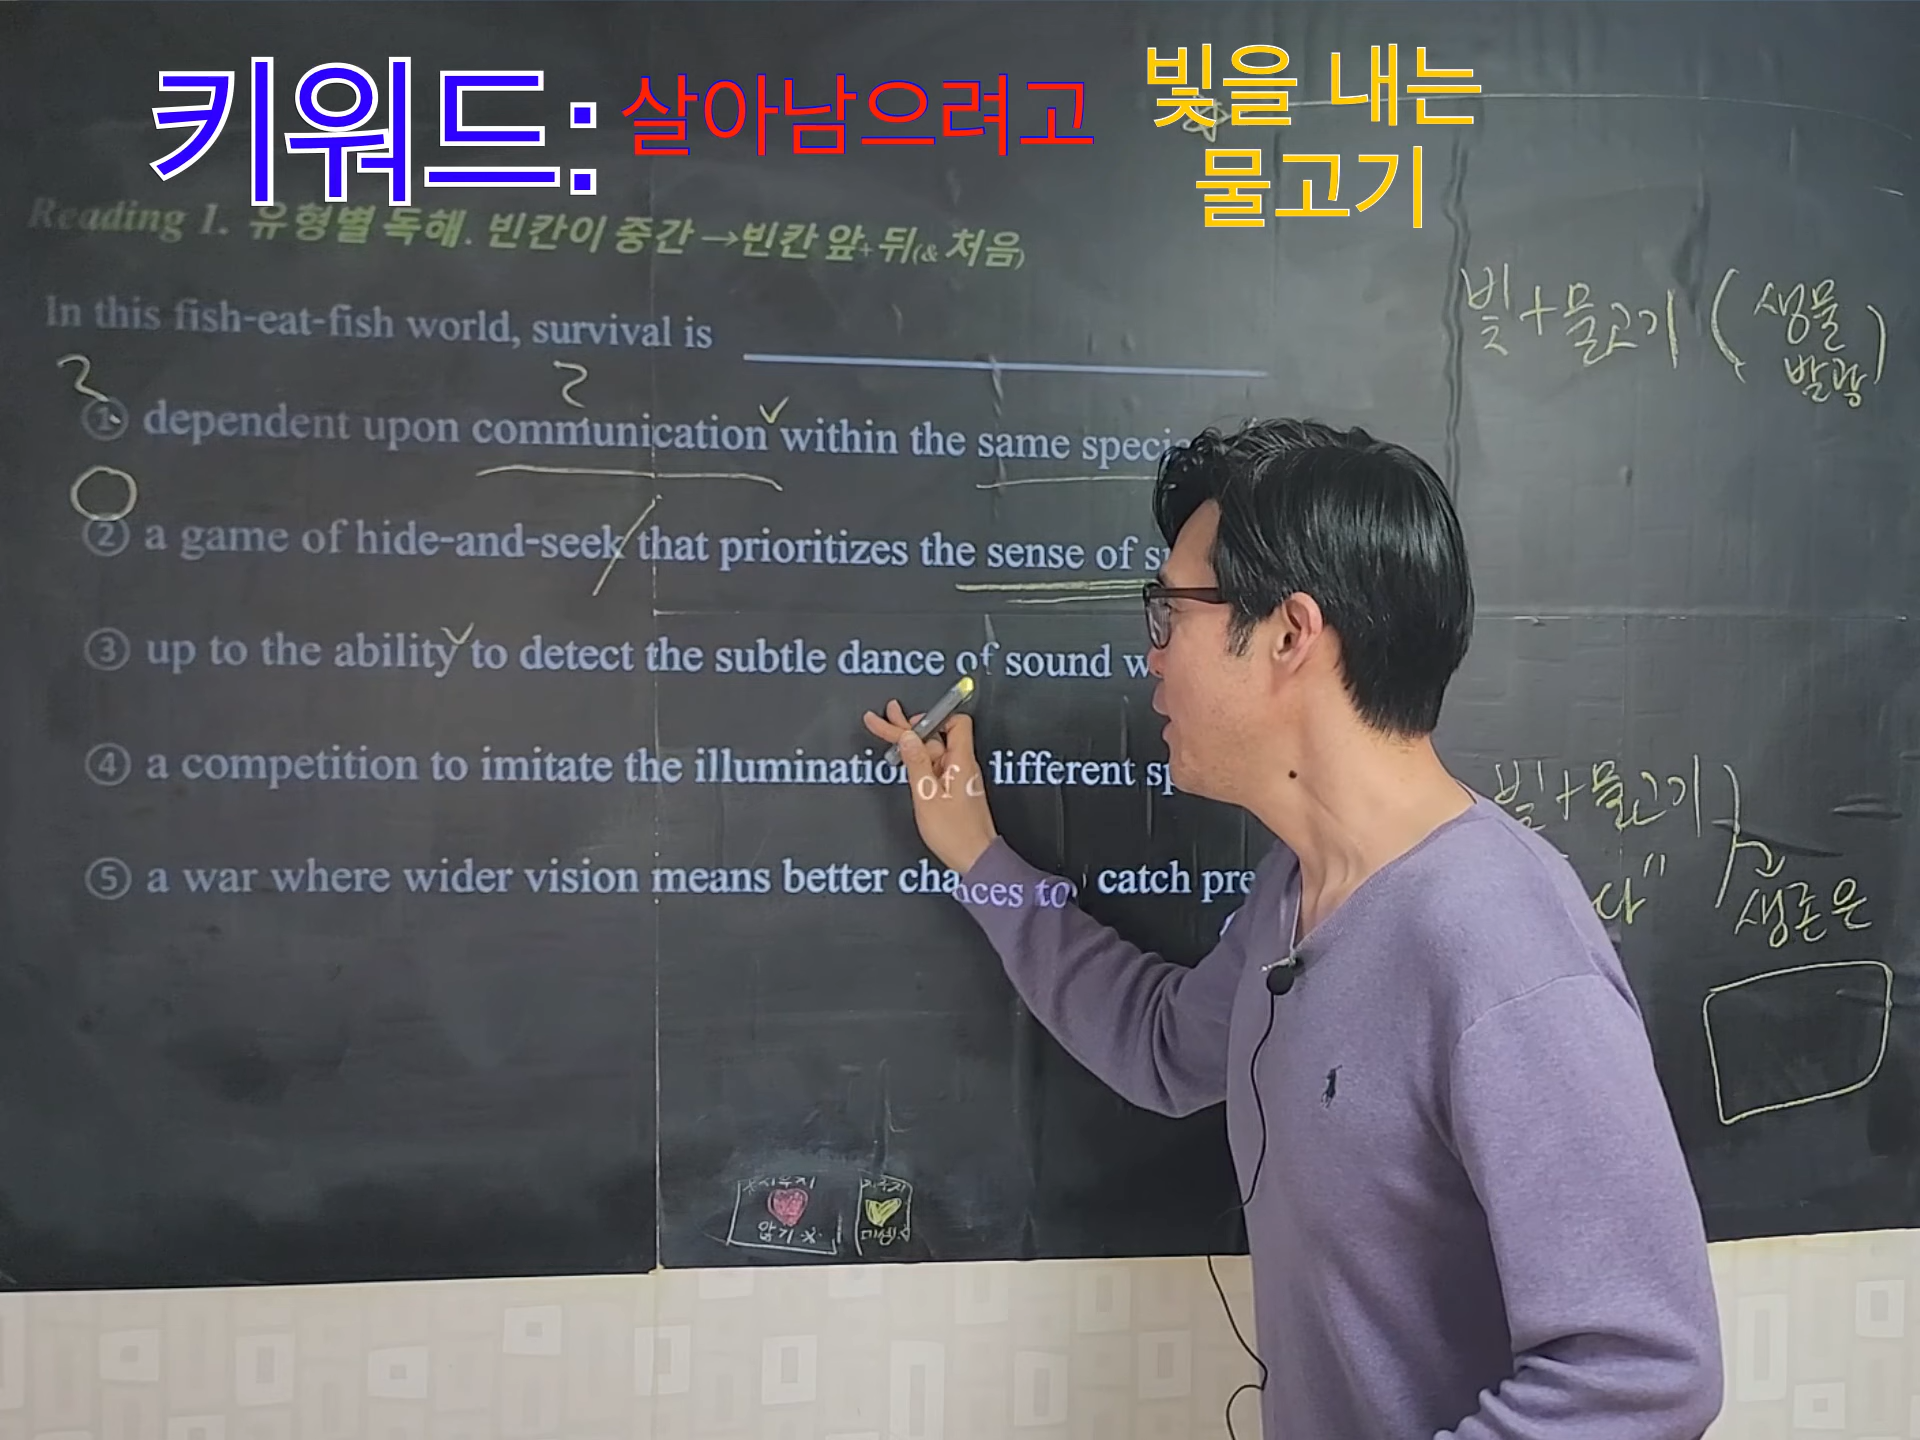 키워드: 살아남으려고 빛을 내는
물고기
Reading 1. 유형별 독해. 빈칸이 중간→빈칸 앞+뒤(& 처음)
In this fish-eat-fish world, survival is
① dependent upon communication within the same
② a game of hide-and-seek that prioritizes the sense of
③ up to the ability to detect the subtle dance of sound
④ a competition to imitate the illumination of different
⑤ a war where wider vision means better chances to catch
빛+물고기 (생물
발광)
빛+물고기
다"
생존은